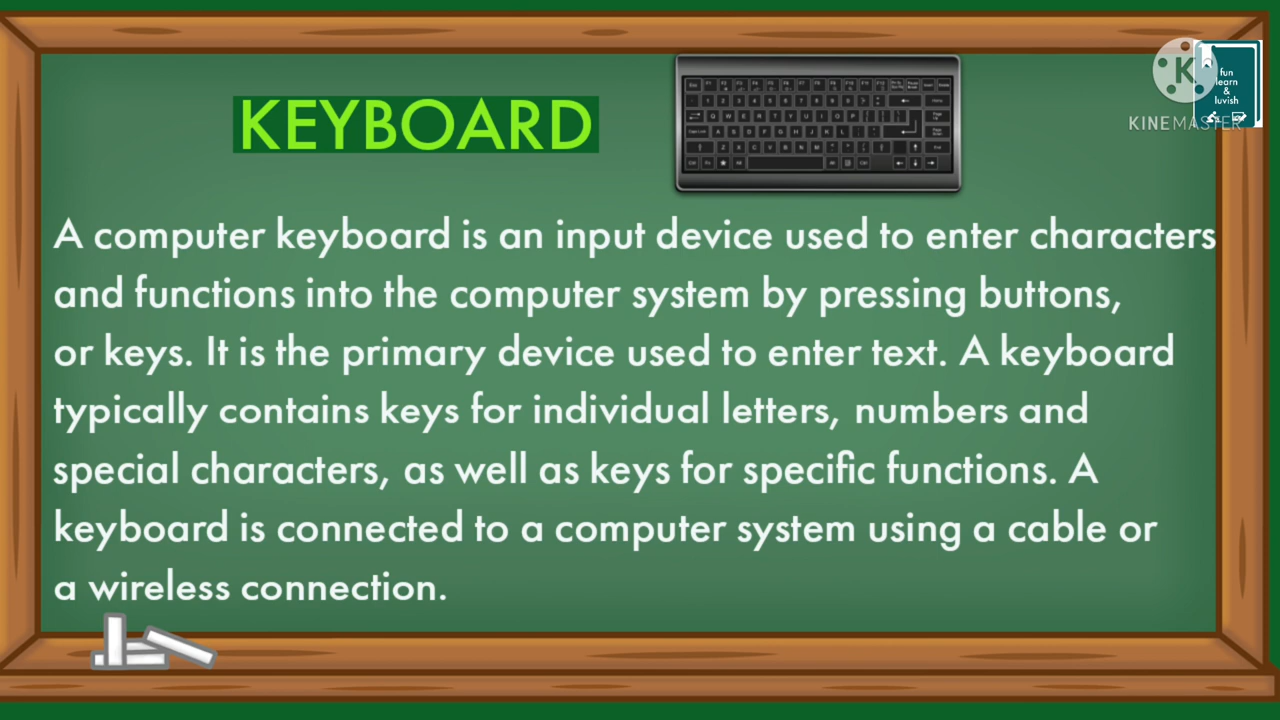 KEYBOARD
fun
learn
&
luvish
K
KINEMASTER
A computer keyboard is an input device used to enter characters
and functions into the computer system by pressing buttons,
or keys. It is the primary device used to enter text. A keyboard
typically contains keys for individual letters, numbers and
special characters, as well as keys for specific functions. A
keyboard is connected to a computer system using a cable or
a wireless connection.